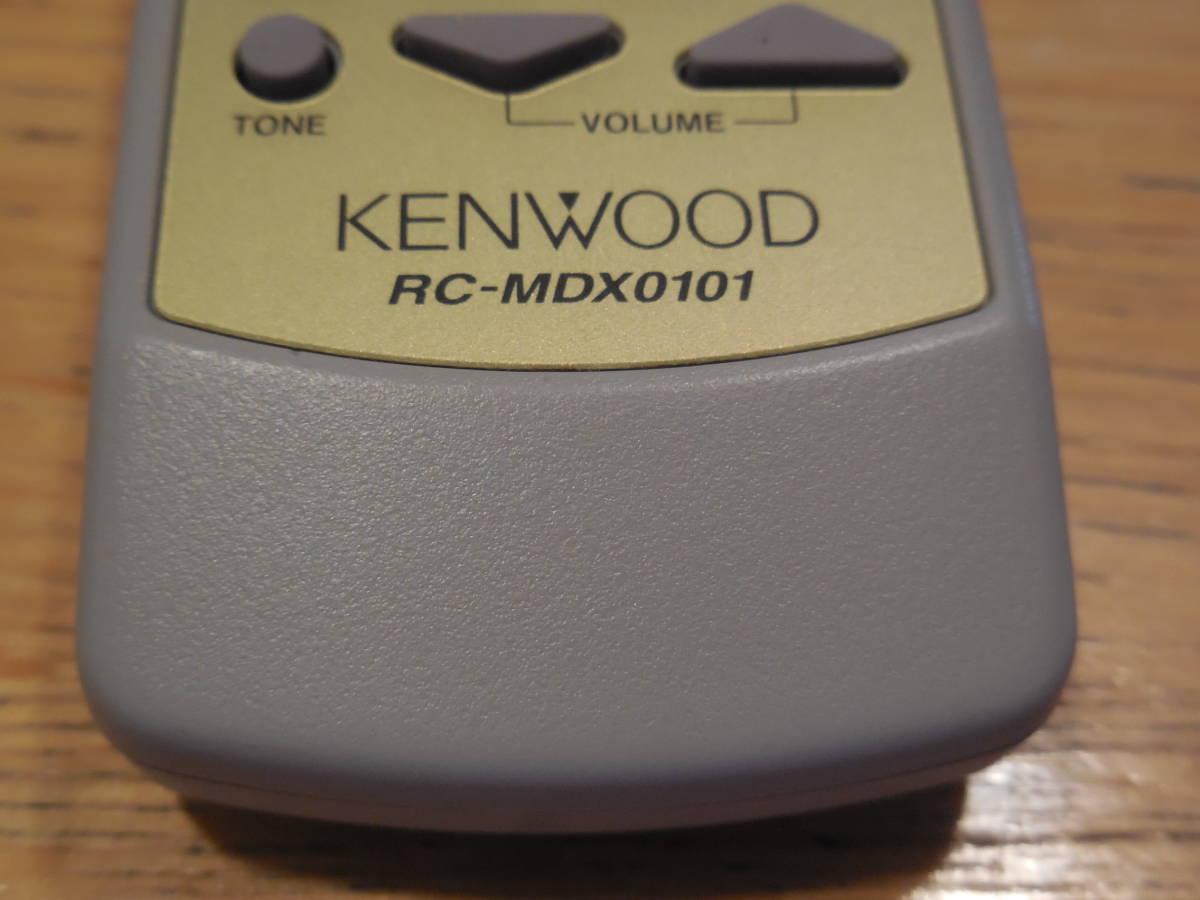 TONE
VOLUME
KENWOOD
RC-MDX0101